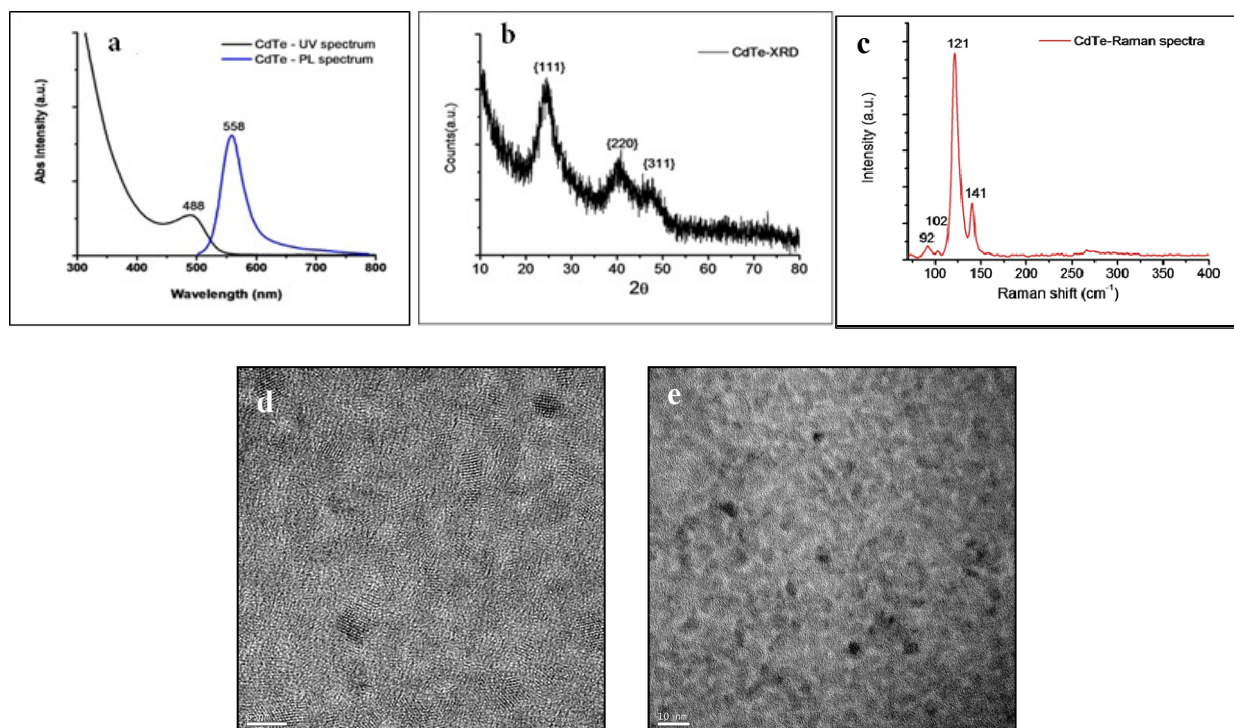 a
CdTe - UV spectrum
CdTe - PL spectrum
558
488
Abs Intensity (a.u.)
300 400 500 600 700 800
Wavelength (nm)
b
CdTe-XRD
{111}
{220}
{311}
Counts(a.u.)
10 20 30 40 50 60 70 80
2θ
c
121
CdTe-Raman spectra
141
102
92
Intensity (a.u.)
100 150 200 250 300 350 400
Raman shift (cm⁻¹)
d
5 nm
e
10 nm